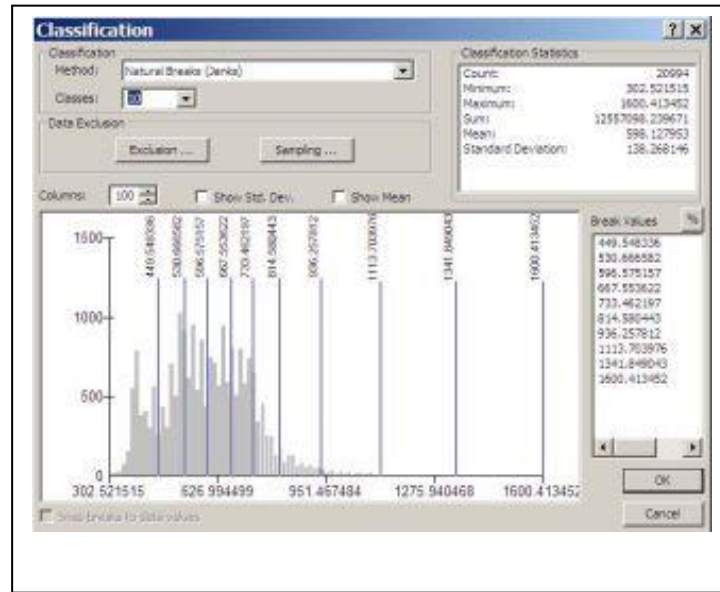 Classification
Classification
Method: Natural Breaks (Jenks)
Classes: 10
Data Exclusion
Exclusion ...
Sampling ...
Classification Statistics
Count: 20994
Minimum: 302.521515
Maximum: 1600.413452
Sum: 12557098.239671
Mean: 598.127953
Standard Deviation: 138.268146
Columns: 100
Show Std. Dev.
Show Mean
Break Values
%
449.548336
530.666582
596.575157
667.553622
733.462197
814.580443
936.257812
1113.703976
1341.849043
1600.413452
1500
1000
500
0
449.548336
530.666582
596.575157
667.553622
733.462197
814.580443
936.257812
1113.703976
1341.849043
1600.413452
302.521515
626.994499
951.467484
1275.940468
1600.413452
Snap breaks to data values
OK
Cancel